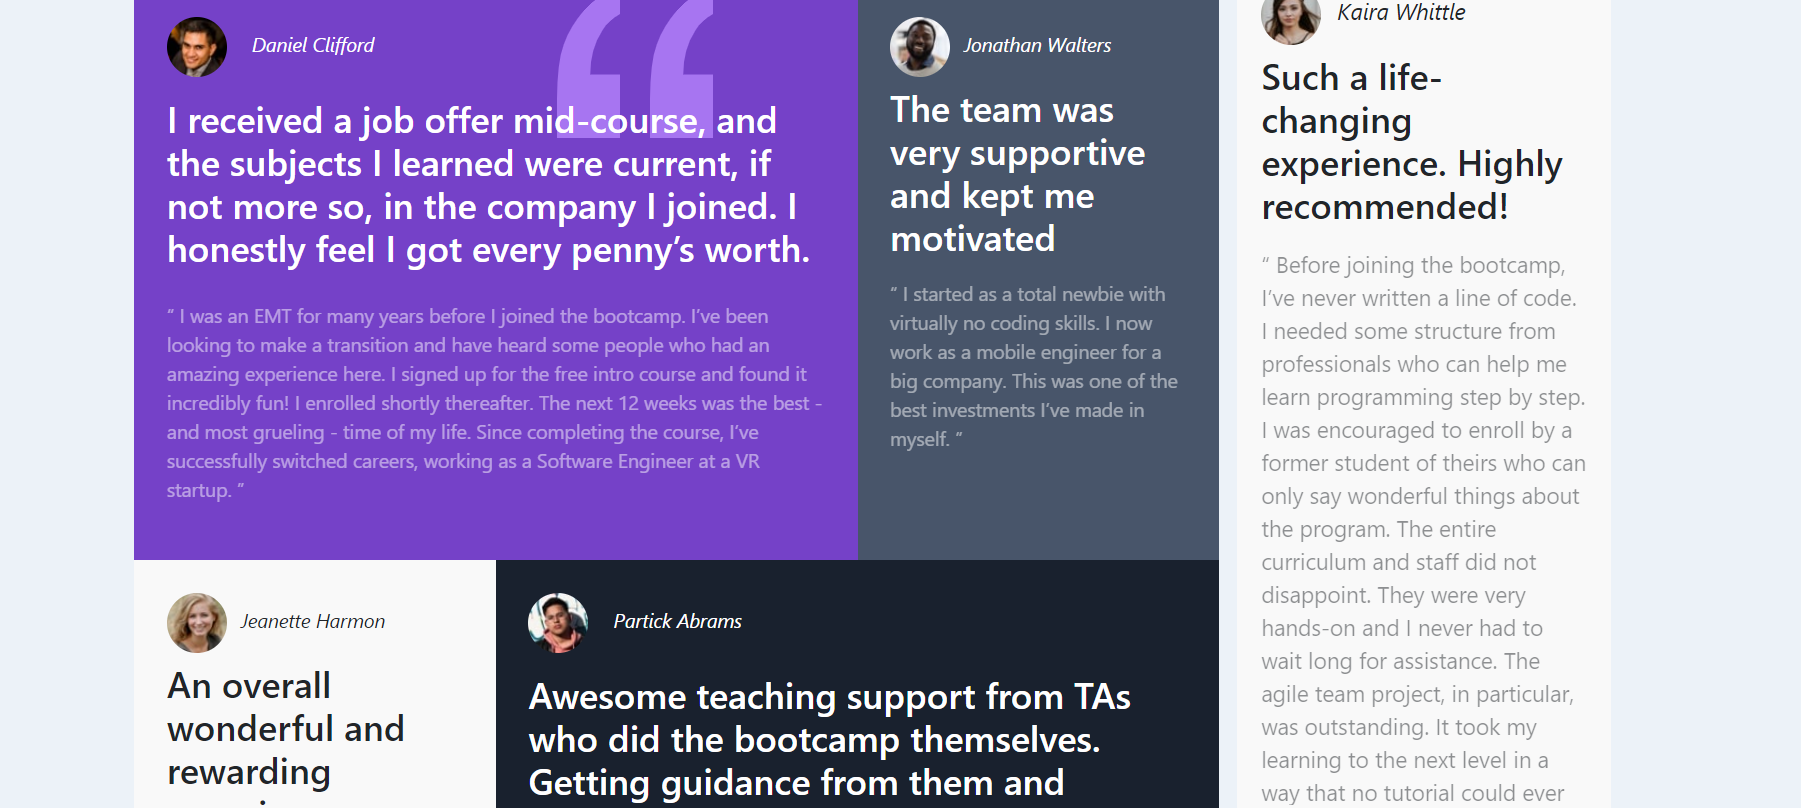 Daniel Clifford
I received a job offer mid-course, and
the subjects I learned were current, if
not more so, in the company I joined. I
honestly feel I got every penny’s worth.
“ I was an EMT for many years before I joined the bootcamp. I’ve been
looking to make a transition and have heard some people who had an
amazing experience here. I signed up for the free intro course and found it
incredibly fun! I enrolled shortly thereafter. The next 12 weeks was the best -
and most grueling - time of my life. Since completing the course, I’ve
successfully switched careers, working as a Software Engineer at a VR
startup. ”
Jonathan Walters
The team was
very supportive
and kept me
motivated
“ I started as a total newbie with
virtually no coding skills. I now
work as a mobile engineer for a
big company. This was one of the
best investments I’ve made in
myself. ”
Kaira Whittle
Such a life-
changing
experience. Highly
recommended!
“ Before joining the bootcamp,
I’ve never written a line of code.
I needed some structure from
professionals who can help me
learn programming step by step.
I was encouraged to enroll by a
former student of theirs who can
only say wonderful things about
the program. The entire
curriculum and staff did not
disappoint. They were very
hands-on and I never had to
wait long for assistance. The
agile team project, in particular,
was outstanding. It took my
learning to the next level in a
way that no tutorial could ever
Jeanette Harmon
An overall
wonderful and
rewarding
Partick Abrams
Awesome teaching support from TAs
who did the bootcamp themselves.
Getting guidance from them and